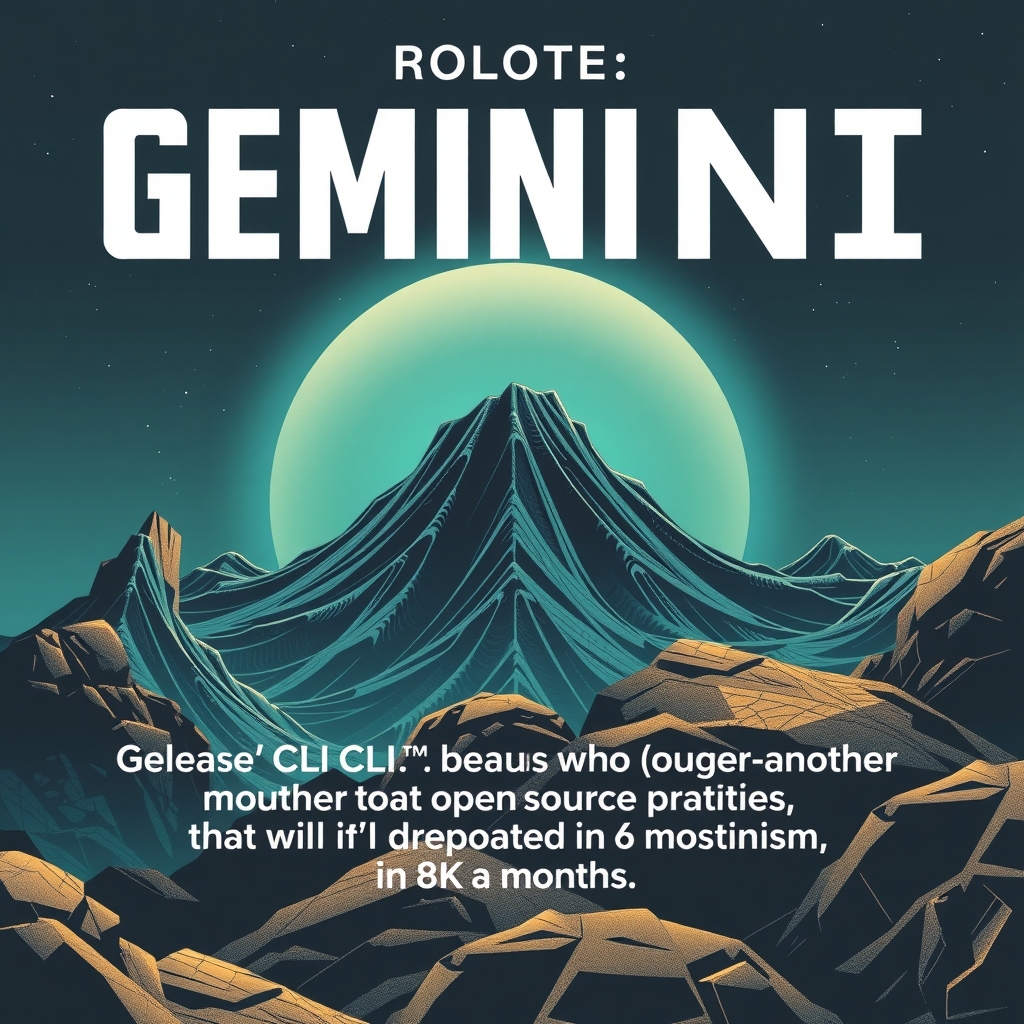 ROLOTE:
GEMINI NI
Gelease' CLI CLI.™. beauıs who (ouger-another
mouther toat open source pratities,
that will if'l drepoated in 6 mostinism,
in 8K a months.